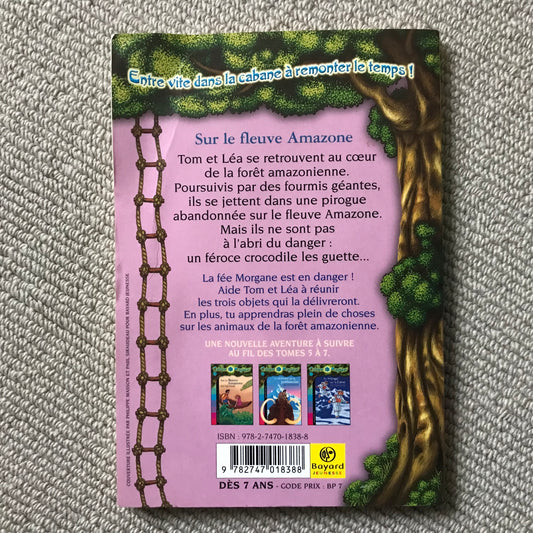 Entre vite dans la cabane à remonter le temps !
Sur le fleuve Amazone
Tom et Léa se retrouvent au cœur
de la forêt amazonienne.
Poursuivis par des fourmis géantes,
ils se jettent dans une pirogue
abandonnée sur le fleuve Amazone.
Mais ils ne sont pas
à l'abri du danger :
un féroce crocodile les guette...
La fée Morgane est en danger !
Aide Tom et Léa à réunir
les trois objets qui la délivreront.
En plus, tu apprendras plein de choses
sur les animaux de la forêt amazonienne.
UNE NOUVELLE AVENTURE À SUIVRE
AU FIL DES TOMES 5 À 7.
ISBN : 978-2-7470-1838-8
9 782747 018388
Bayard
JEUNESSE
DÈS 7 ANS - CODE PRIX : BP 7